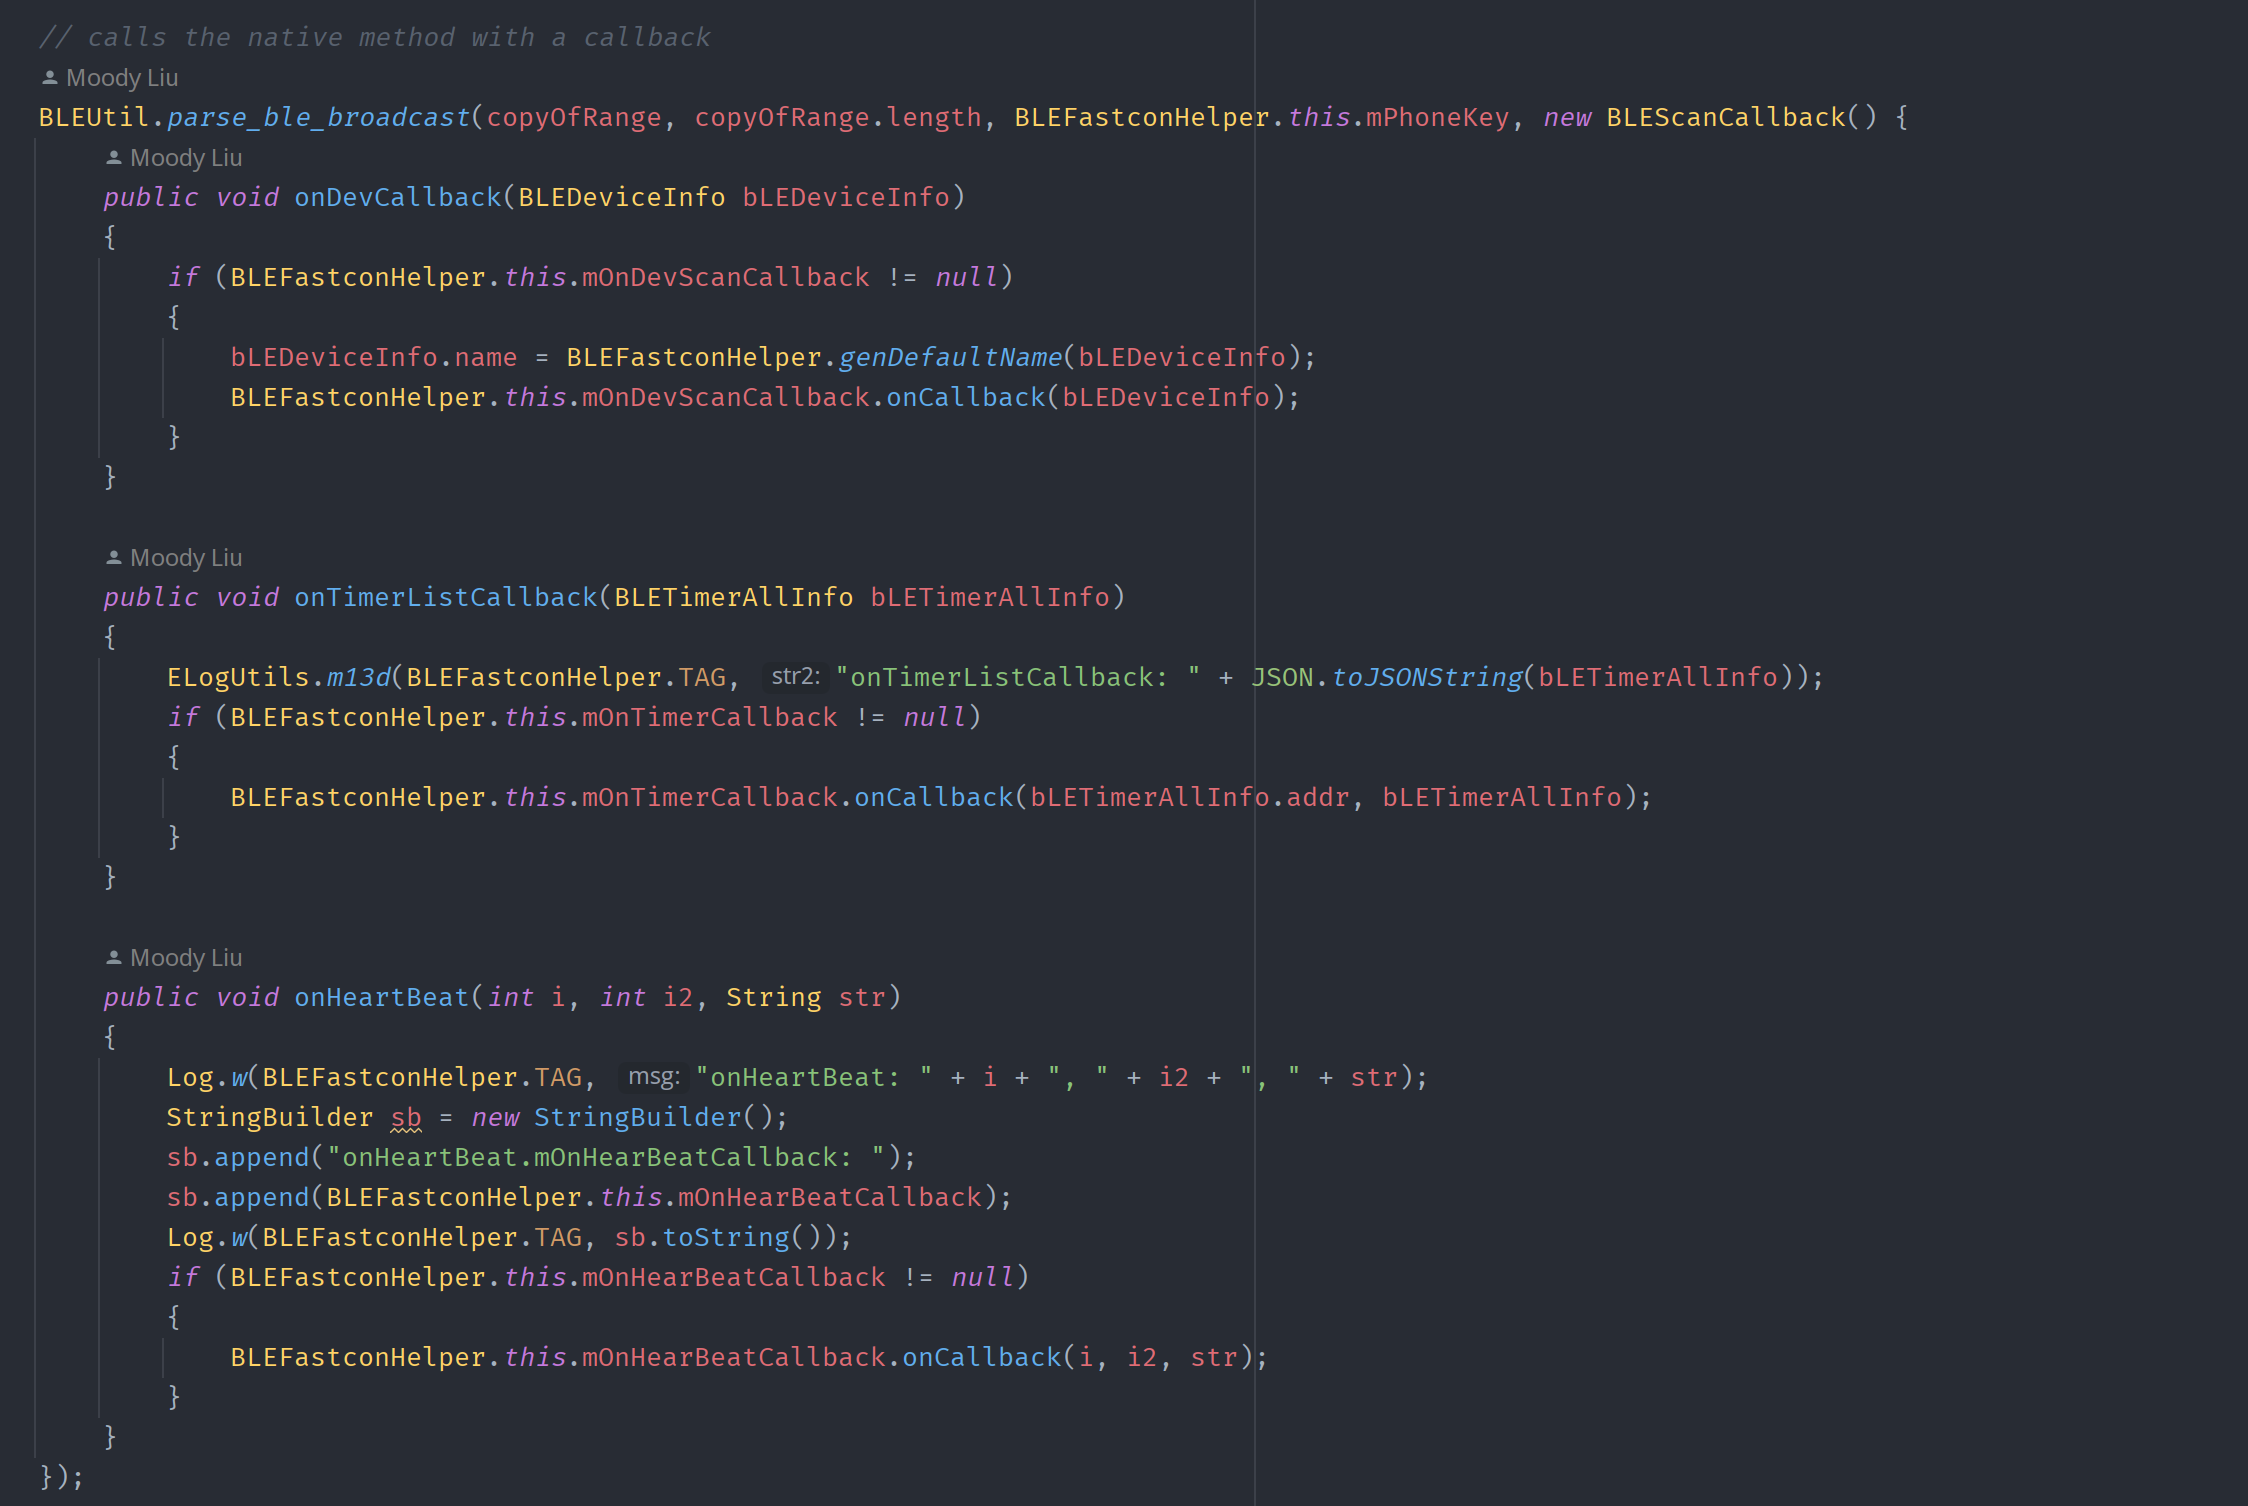 // calls the native method with a callback
Moody Liu
BLEUtil.parse_ble_broadcast(copyOfRange, copyOfRange.length, BLEFastconHelper.this.mPhoneKey, new BLEScanCallback() {
Moody Liu
public void onDevCallback(BLEDeviceInfo bLEDeviceInfo)
{
if (BLEFastconHelper.this.mOnDevScanCallback != null)
{
bLEDeviceInfo.name = BLEFastconHelper.genDefaultName(bLEDeviceInfo);
BLEFastconHelper.this.mOnDevScanCallback.onCallback(bLEDeviceInfo);
}
}
Moody Liu
public void onTimerListCallback(BLETimerAllInfo bLETimerAllInfo)
{
ELogUtils.m13d(BLEFastconHelper.TAG, str2: "onTimerListCallback: " + JSON.toJSONString(bLETimerAllInfo));
if (BLEFastconHelper.this.mOnTimerCallback != null)
{
BLEFastconHelper.this.mOnTimerCallback.onCallback(bLETimerAllInfo.addr, bLETimerAllInfo);
}
}
Moody Liu
public void onHeartBeat(int i, int i2, String str)
{
Log.w(BLEFastconHelper.TAG, msg: "onHeartBeat: " + i + ", " + i2 + ", " + str);
StringBuilder sb = new StringBuilder();
sb.append("onHeartBeat.mOnHearBeatCallback: ");
sb.append(BLEFastconHelper.this.mOnHearBeatCallback);
Log.w(BLEFastconHelper.TAG, sb.toString());
if (BLEFastconHelper.this.mOnHearBeatCallback != null)
{
BLEFastconHelper.this.mOnHearBeatCallback.onCallback(i, i2, str);
}
}
});